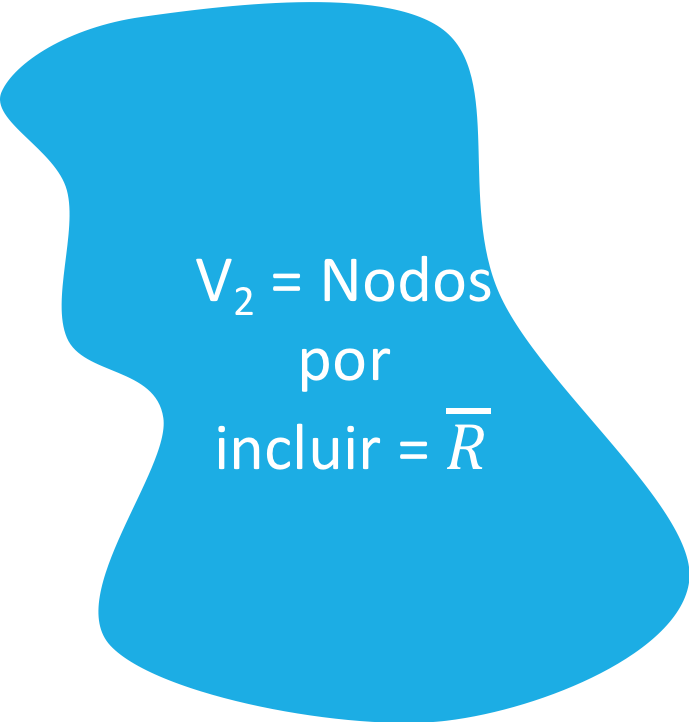 V₂ = Nodos
por
incluir = R̅